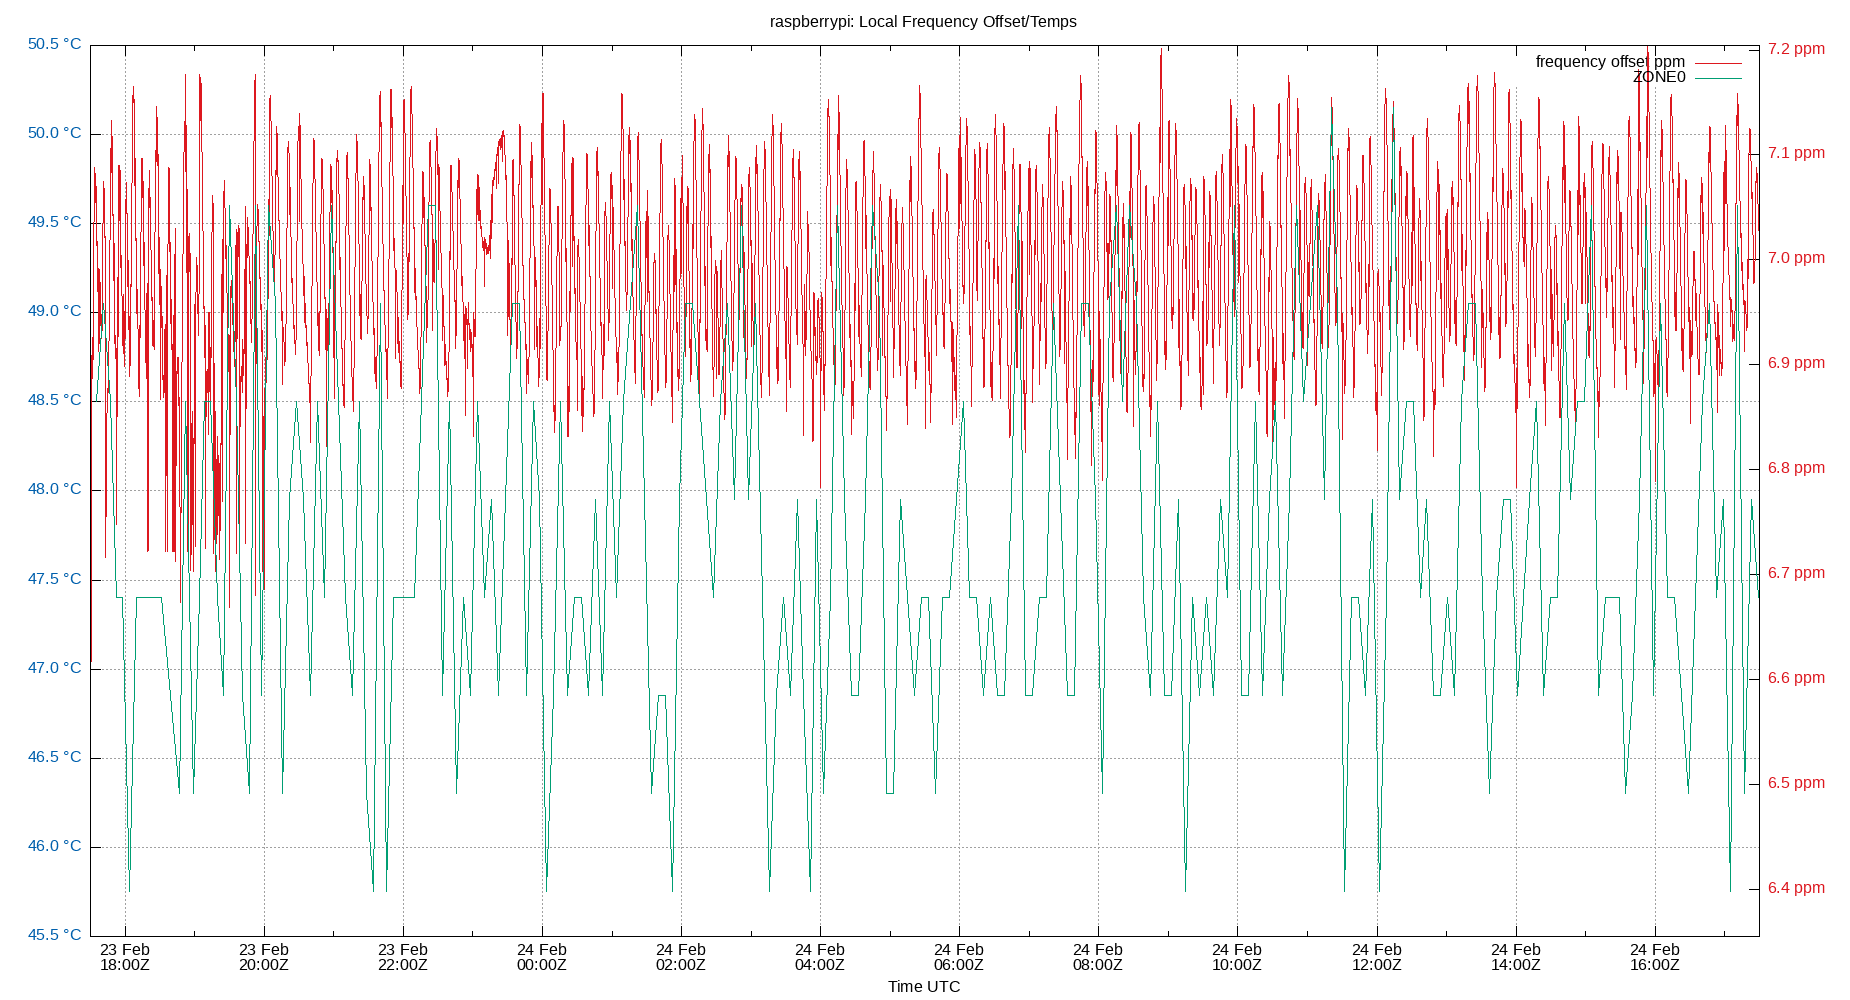 raspberrypi: Local Frequency Offset/Temps
50.5 °C
50.0 °C
49.5 °C
49.0 °C
48.5 °C
48.0 °C
47.5 °C
47.0 °C
46.5 °C
46.0 °C
45.5 °C
frequency offset ppm
ZONE0
7.2 ppm
7.1 ppm
7.0 ppm
6.9 ppm
6.8 ppm
6.7 ppm
6.6 ppm
6.5 ppm
6.4 ppm
23 Feb
18:00Z
23 Feb
20:00Z
23 Feb
22:00Z
24 Feb
00:00Z
24 Feb
02:00Z
24 Feb
04:00Z
24 Feb
06:00Z
24 Feb
08:00Z
24 Feb
10:00Z
24 Feb
12:00Z
24 Feb
14:00Z
24 Feb
16:00Z
Time UTC